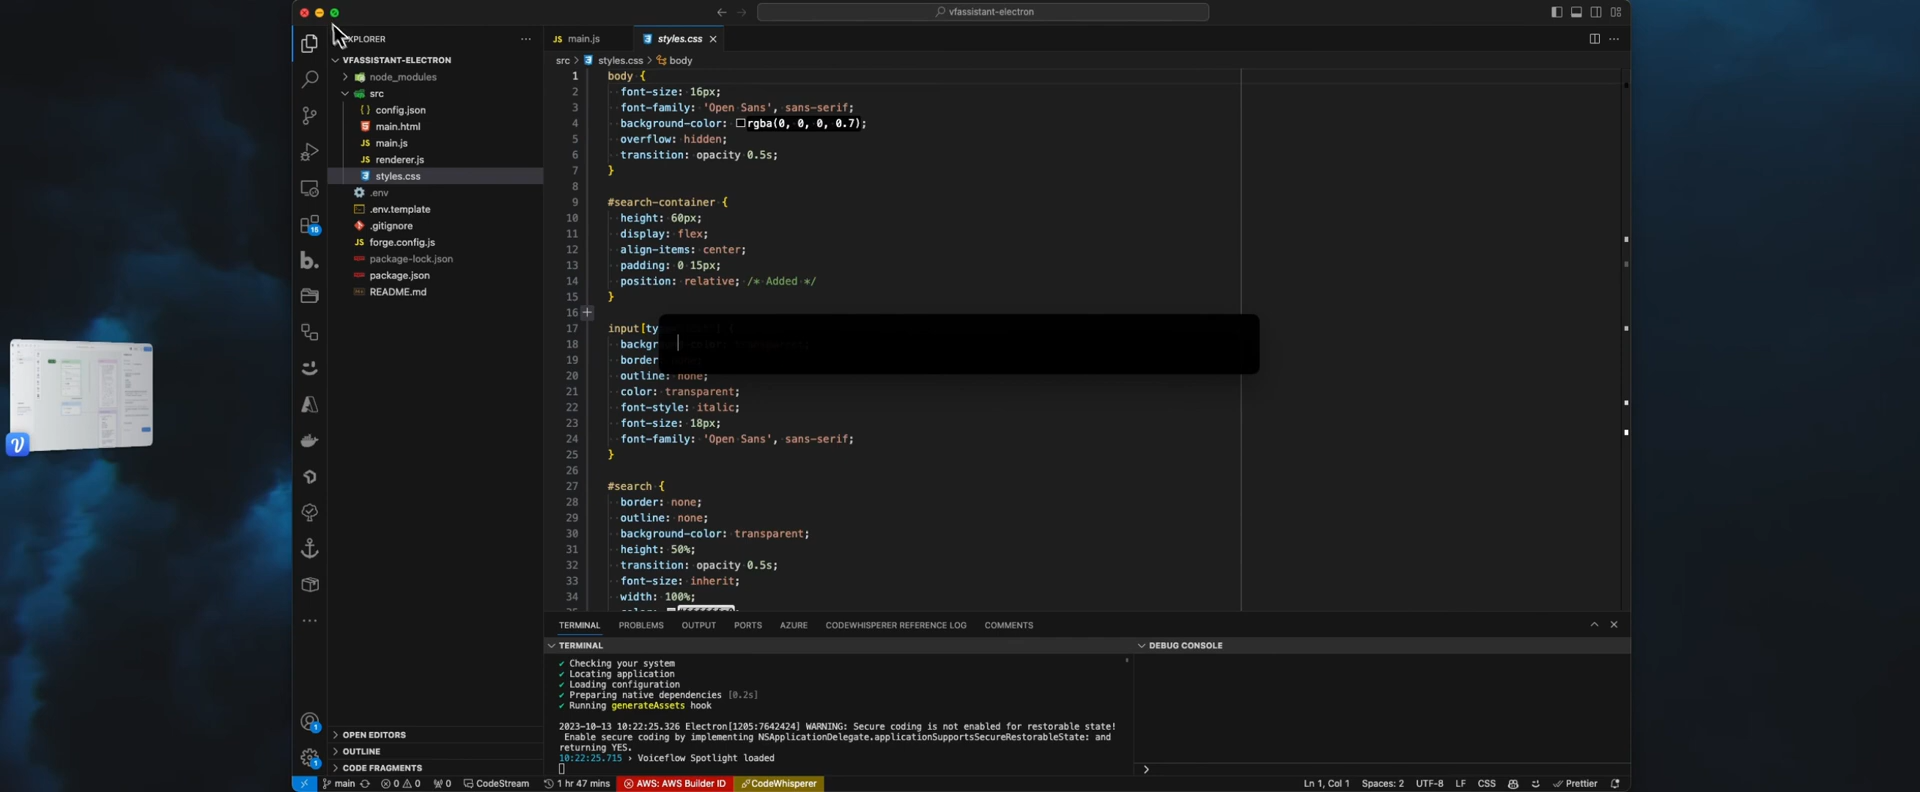 vfassistant-electron
EXPLORER
VFASSISTANT-ELECTRON
node_modules
src
config.json
main.html
JS main.js
JS renderer.js
styles.css
.env
.env.template
.gitignore
JS forge.config.js
package-lock.json
package.json
README.md
OPEN EDITORS
OUTLINE
CODE FRAGMENTS
JS main.js
styles.css
src > styles.css > body
1 body {
2 font-size: 16px;
3 font-family: 'Open Sans', sans-serif;
4 background-color: rgba(0, 0, 0, 0.7);
5 overflow: hidden;
6 transition: opacity 0.5s;
7 }
8
9 #search-container {
10 height: 60px;
11 display: flex;
12 align-items: center;
13 padding: 0 15px;
14 position: relative; /* Added */
15 }
16
17 input[ty
18 backgr
19 border
20 outline: none;
21 color: transparent;
22 font-style: italic;
23 font-size: 18px;
24 font-family: 'Open Sans', sans-serif;
25 }
26
27 #search {
28 border: none;
29 outline: none;
30 background-color: transparent;
31 height: 50%;
32 transition: opacity 0.5s;
33 font-size: inherit;
34 width: 100%;
TERMINAL PROBLEMS OUTPUT PORTS AZURE CODEWHISPERER REFERENCE LOG COMMENTS
TERMINAL
✔ Checking your system
✔ Locating application
✔ Loading configuration
✔ Preparing native dependencies [0.2s]
✔ Running generateAssets hook
2023-10-13 10:22:25.326 Electron[1205:7642424] WARNING: Secure coding is not enabled for restorable state!
Enable secure coding by implementing NSApplicationDelegate.applicationSupportsSecureRestorableState: and
returning YES.
10:22:25.715 › Voiceflow Spotlight loaded
DEBUG CONSOLE
main 0 0 0 CodeStream 1 hr 47 mins AWS: AWS Builder ID CodeWhisperer Ln 1, Col 1 Spaces: 2 UTF-8 LF CSS Prettier